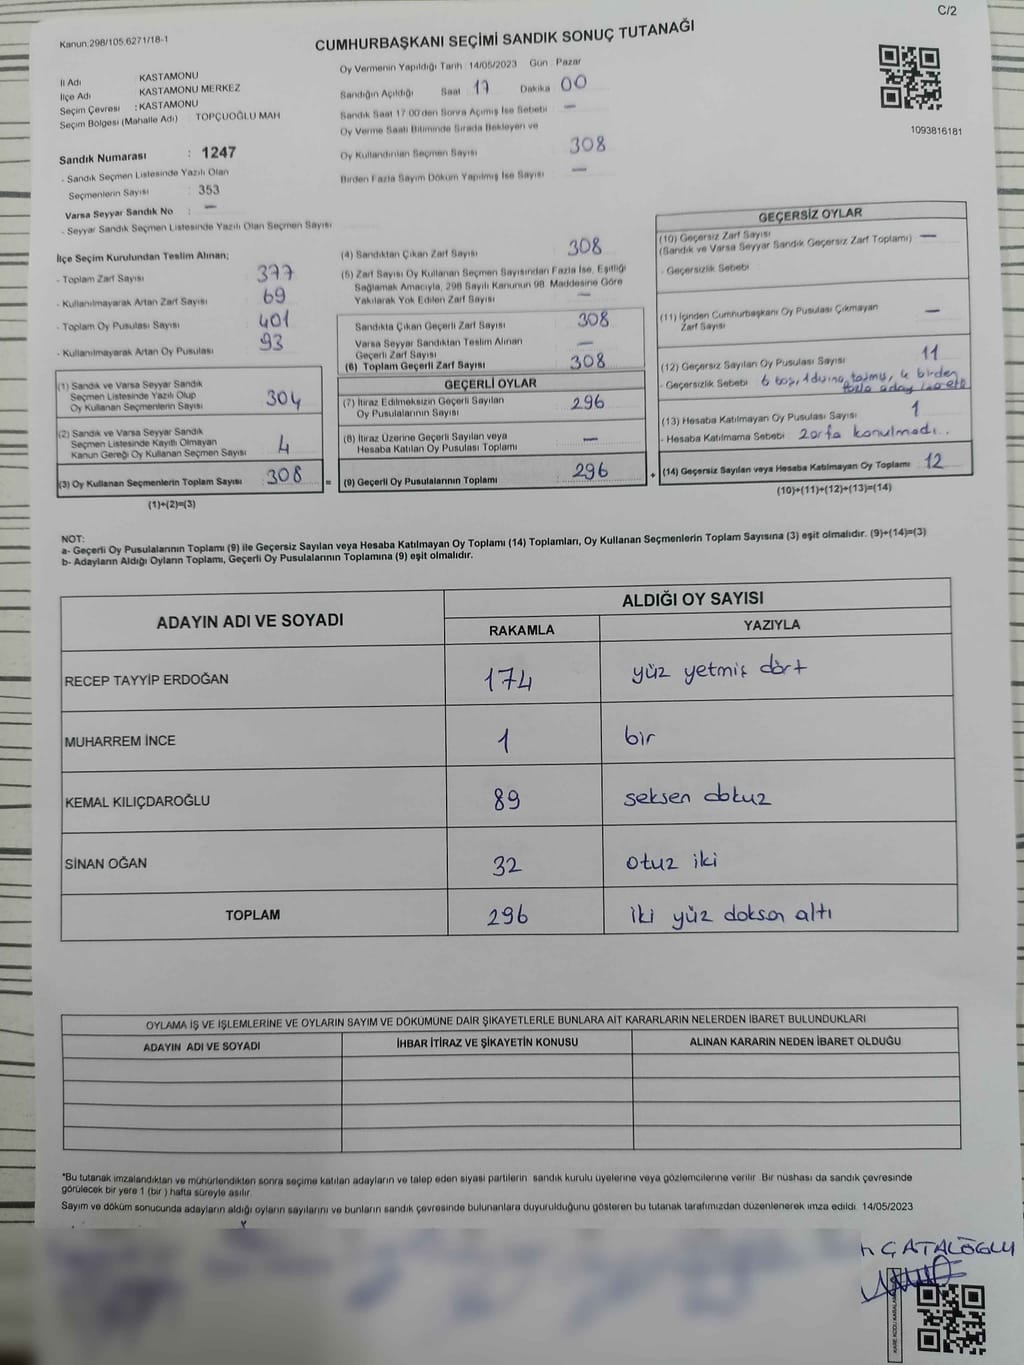 C/2
Kanun.298/105.6271/18-1
CUMHURBAŞKANI SEÇİMİ SANDIK SONUÇ TUTANAĞI
İl Adı : KASTAMONU
İlçe Adı KASTAMONU MERKEZ
Seçim Çevresi : KASTAMONU
Seçim Bölgesi (Mahalle Adı) TOPÇUOĞLU MAH
Sandık Numarası : 1247
- Sandık Seçmen Listesinde Yazılı Olan
Seçmenlerin Sayısı : 353
Varsa Seyyar Sandık No : —
- Seyyar Sandık Seçmen Listesinde Yazılı Olan Seçmen Sayısı :
Oy Vermenin Yapıldığı Tarih : 14/05/2023 Gün : Pazar
Sandığın Açıldığı Saat 17 Dakika 00
Sandık Saat 17 00'den Sonra Açımış İse Sebebi —
Oy Verme Saati Bitiminde Sırada Bekleyen ve
Oy Kullandırılan Seçmen Sayısı 308
Birden Fazla Sayım Döküm Yapılmış İse Sayısı —
1093816181
İlçe Seçim Kurulundan Teslim Alınan;
- Toplam Zarf Sayısı 377
- Kullanılmayarak Artan Zarf Sayısı 69
- Toplam Oy Pusulası Sayısı 401
- Kullanılmayarak Artan Oy Pusulası 93
(1) Sandık ve Varsa Seyyar Sandık
Seçmen Listesinde Yazılı Olup
Oy Kullanan Seçmenlerin Sayısı 304
(2) Sandık ve Varsa Seyyar Sandık
Seçmen Listesinde Kayıtlı Olmayan
Kanun Gereği Oy Kullanan Seçmen Sayısı 4
(3) Oy Kullanan Seçmenlerin Toplam Sayısı 308
(1)+(2)=(3)
(4) Sandıktan Çıkan Zarf Sayısı 308
(5) Zarf Sayısı Oy Kullanan Seçmen Sayısından Fazla İse, Eşitliği
Sağlamak Amacıyla, 298 Sayılı Kanunun 98. Maddesine Göre
Yakılarak Yok Edilen Zarf Sayısı —
Sandıkta Çıkan Geçerli Zarf Sayısı 308
Varsa Seyyar Sandıktan Teslim Alınan
Geçerli Zarf Sayısı —
(6) Toplam Geçerli Zarf Sayısı 308
GEÇERLİ OYLAR
(7) İtiraz Edilmeksizin Geçerli Sayılan
Oy Pusulalarının Sayısı 296
(8) İtiraz Üzerine Geçerli Sayılan veya
Hesaba Katılan Oy Pusulası Toplamı —
= (9) Geçerli Oy Pusulalarının Toplamı 296 +
GEÇERSİZ OYLAR
(10) Geçersiz Zarf Sayısı
(Sandık ve Varsa Seyyar Sandık Geçersiz Zarf Toplamı) —
- Geçersizlik Sebebi
(11) İçinden Cumhurbaşkanı Oy Pusulası Çıkmayan
Zarf Sayısı —
(12) Geçersiz Sayılan Oy Pusulası Sayısı 11
- Geçersizlik Sebebi 6 boş, 1 taşmış, 4 birden
fazla aday
(13) Hesaba Katılmayan Oy Pusulası Sayısı 1
- Hesaba Katılmama Sebebi zarfa konulmadı..
(14) Geçersiz Sayılan veya Hesaba Katılmayan Oy Toplamı 12
(10)+(11)+(12)+(13)=(14)
NOT:
a- Geçerli Oy Pusulalarının Toplamı (9) ile Geçersiz Sayılan veya Hesaba Katılmayan Oy Toplamı (14) Toplamları, Oy Kullanan Seçmenlerin Toplam Sayısına (3) eşit olmalıdır. (9)+(14)=(3)
b- Adayların Aldığı Oyların Toplamı, Geçerli Oy Pusulalarının Toplamına (9) eşit olmalıdır.
ADAYIN ADI VE SOYADI
ALDIĞI OY SAYISI
RAKAMLA YAZIYLA
RECEP TAYYİP ERDOĞAN 174 yüz yetmiş dört
MUHARREM İNCE 1 bir
KEMAL KILIÇDAROĞLU 89 seksen dokuz
SİNAN OĞAN 32 otuz iki
TOPLAM 296 iki yüz doksan altı
OYLAMA İŞ VE İŞLEMLERİNE VE OYLARIN SAYIM VE DÖKÜMÜNE DAİR ŞİKAYETLERLE BUNLARA AİT KARARLARIN NELERDEN İBARET BULUNDUKLARI
ADAYIN ADI VE SOYADI İHBAR İTİRAZ VE ŞİKAYETİN KONUSU ALINAN KARARIN NEDEN İBARET OLDUĞU
*Bu tutanak imzalandıktan ve mühürlendikten sonra seçime katılan adayların ve talep eden siyasi partilerin sandık kurulu üyelerine veya gözlemcilerine verilir. Bir nüshası da sandık çevresinde
görülecek bir yere 1 (bir ) hafta süreyle asılır.
Sayım ve döküm sonucunda adayların aldığı oyların sayılarını ve bunların sandık çevresinde bulunanlara duyurulduğunu gösteren bu tutanak tarafımızdan düzenlenerek imza edildi. 14/05/2023
ÇATALOĞLU